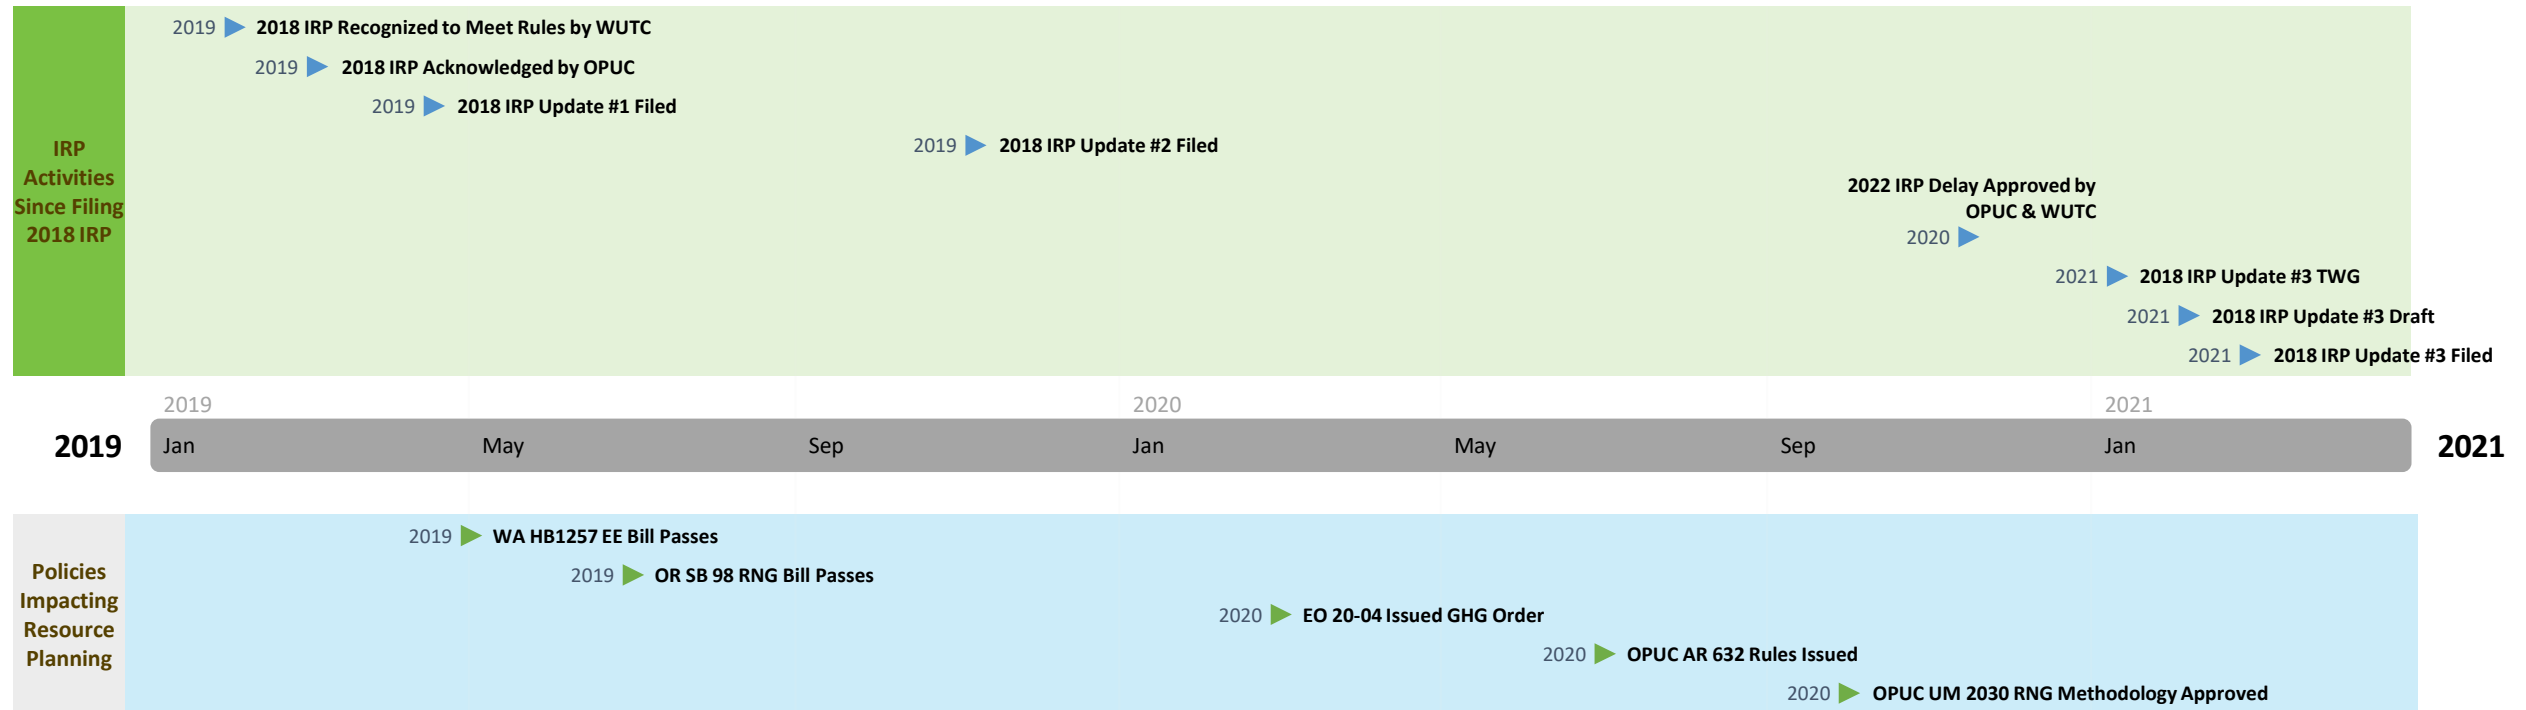 2019 2018 IRP Recognized to Meet Rules by WUTC
2019 2018 IRP Acknowledged by OPUC
2019 2018 IRP Update #1 Filed
2019 2018 IRP Update #2 Filed
IRP
Activities
Since Filing
2018 IRP
2022 IRP Delay Approved by
OPUC & WUTC
2020
2021 2018 IRP Update #3 TWG
2021 2018 IRP Update #3 Draft
2021 2018 IRP Update #3 Filed
2019 2020 2021
2019 Jan May Sep Jan May Sep Jan 2021
2019 WA HB1257 EE Bill Passes
2019 OR SB 98 RNG Bill Passes
Policies
Impacting
Resource
Planning
2020 EO 20-04 Issued GHG Order
2020 OPUC AR 632 Rules Issued
2020 OPUC UM 2030 RNG Methodology Approved